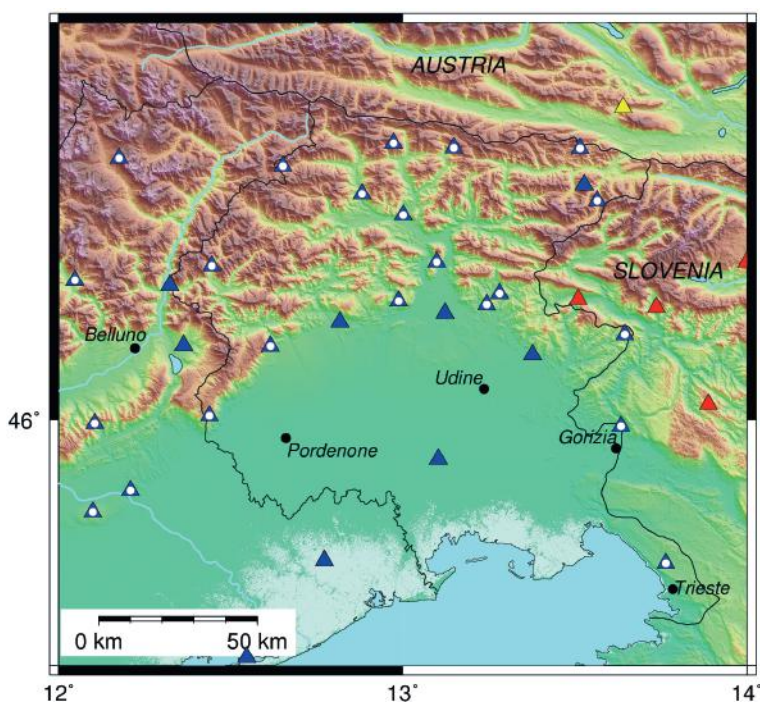 AUSTRIA
SLOVENIA
Belluno
Udine
46°
Pordenone
Gorizia
Trieste
0 km 50 km
12° 13° 14°